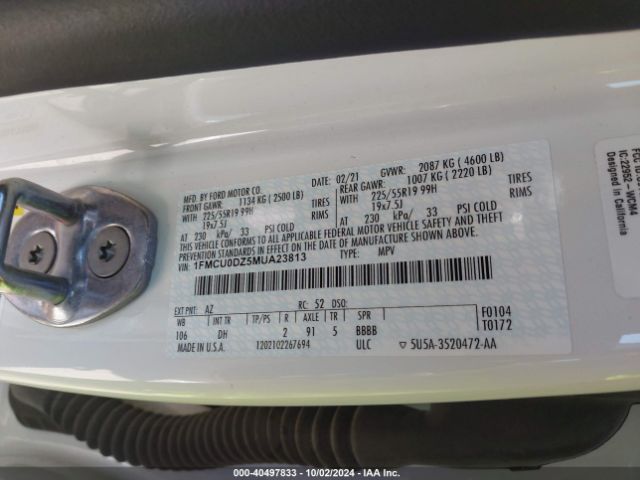 MFD. BY FORD MOTOR CO.
02/21
GVWR: 2087 KG ( 4600 LB)
FRONT GAWR: 1134 KG ( 2500 LB)
REAR GAWR: 1007 KG ( 2220 LB)
WITH 225/55R19 99H TIRES
WITH 225/55R19 99H TIRES
19x7.5J RIMS
19x7.5J RIMS
AT 230 kPa/ 33 PSI COLD
AT 230 kPa/ 33 PSI COLD
THIS VEHICLE CONFORMS TO ALL APPLICABLE FEDERAL MOTOR VEHICLE
SAFETY AND THEFT PREVENTION STANDARDS IN EFFECT ON THE DATE OF
MANUFACTURE SHOWN ABOVE.
VIN: 1FMCU0DZ5MUA23813
TYPE: MPV
EXT PNT: AZ RC: 52 DSO:
WB INT TR TP/PS R AXLE TR SPR
106 DH 2 91 5 BBBB
F0104
T0172
MADE IN U.S.A. 1202102267694 ULC
5U5A-3520472-AA
IC:22952-WCM4
Designed in California
000-40497833 - 10/02/2024 - IAA Inc.